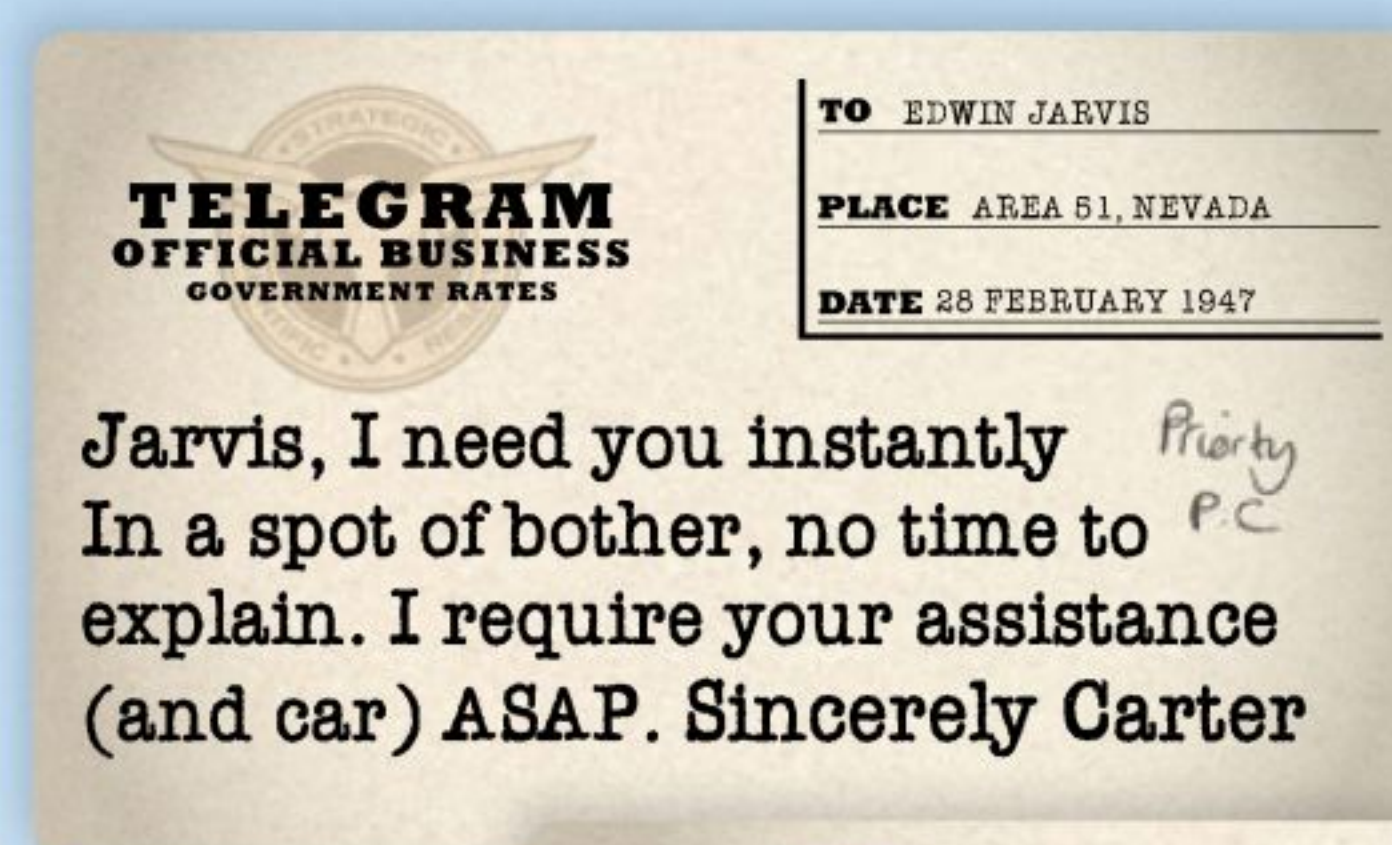 STRATEGIC
TELEGRAM
OFFICIAL BUSINESS
GOVERNMENT RATES
TO EDWIN JARVIS
PLACE AREA 51, NEVADA
DATE 28 FEBRUARY 1947
Jarvis, I need you instantly
Priority
P.C
In a spot of bother, no time to
explain. I require your assistance
(and car) ASAP. Sincerely Carter